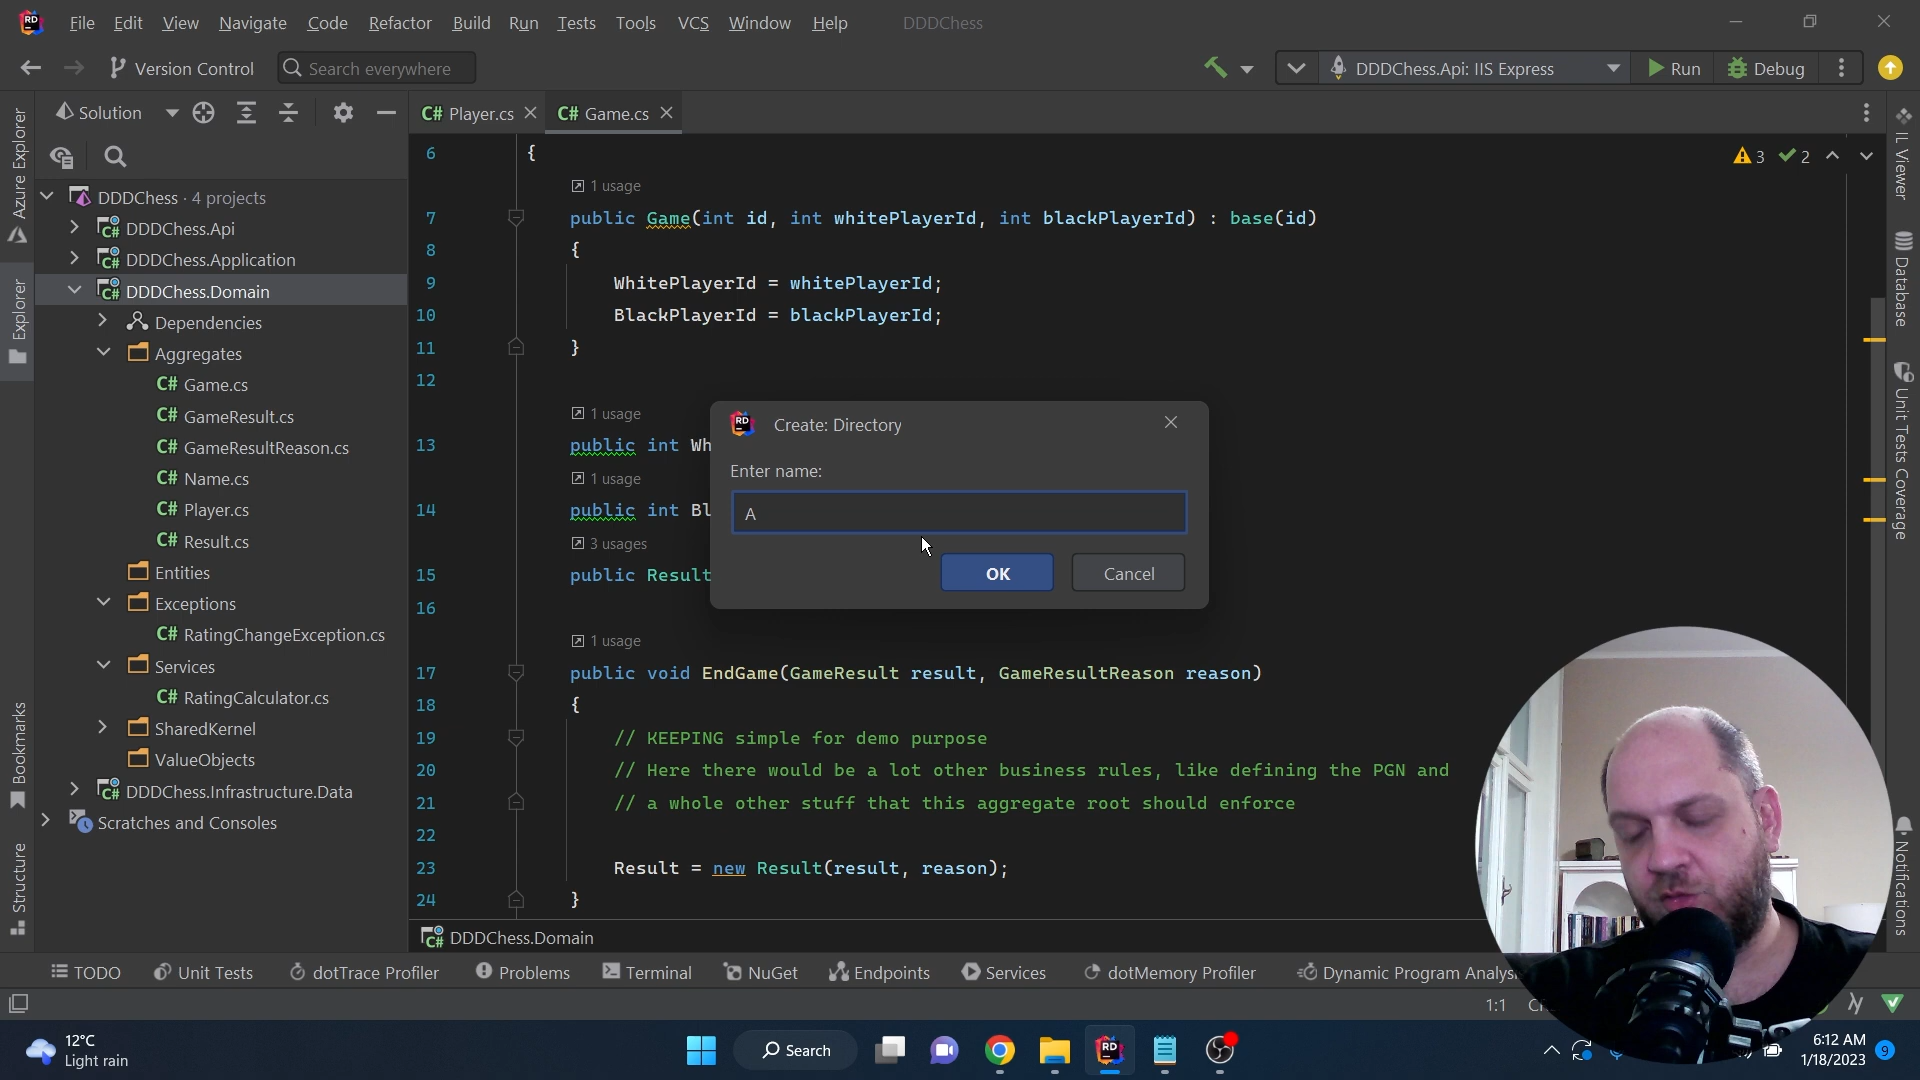 RD
File Edit View Navigate Code Refactor Build Run Tests Tools VCS Window Help DDDChess
Version Control Search everywhere DDDChess.Api: IIS Express Run Debug
Solution C# Player.cs C# Game.cs
Azure Explorer
Explorer
Bookmarks
Structure
DDDChess · 4 projects
DDDChess.Api
DDDChess.Application
DDDChess.Domain
Dependencies
Aggregates
C# Game.cs
C# GameResult.cs
C# GameResultReason.cs
C# Name.cs
C# Player.cs
C# Result.cs
Entities
Exceptions
C# RatingChangeException.cs
Services
C# RatingCalculator.cs
SharedKernel
ValueObjects
DDDChess.Infrastructure.Data
Scratches and Consoles
3 2
6 {
1 usage
7 public Game(int id, int whitePlayerId, int blackPlayerId) : base(id)
8 {
9 WhitePlayerId = whitePlayerId;
10 BlackPlayerId = blackPlayerId;
11 }
12
1 usage
13 public int Wh
1 usage
14 public int Bl
3 usages
15 public Result
16
1 usage
17 public void EndGame(GameResult result, GameResultReason reason)
18 {
19 // KEEPING simple for demo purpose
20 // Here there would be a lot other business rules, like defining the PGN and
21 // a whole other stuff that this aggregate root should enforce
22
23 Result = new Result(result, reason);
24 }
RD Create: Directory
Enter name:
A
OK Cancel
IL Viewer
Database
Unit Tests Coverage
Notifications
C# DDDChess.Domain
TODO Unit Tests dotTrace Profiler Problems Terminal NuGet Endpoints Services dotMemory Profiler Dynamic Program Analysis
1:1
12°C
Light rain
Search
RD
6:12 AM
1/18/2023
9